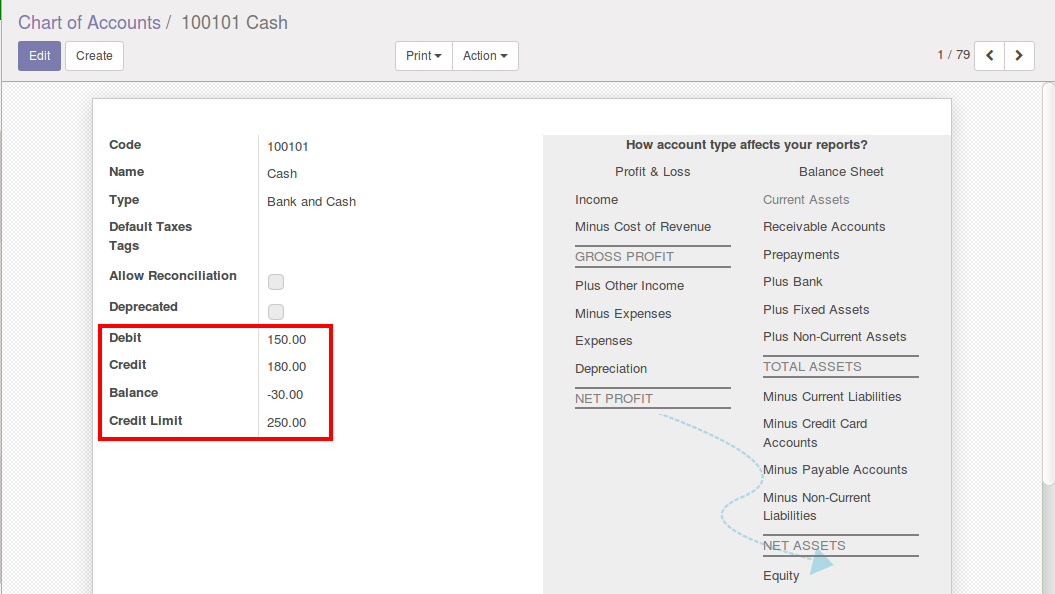 Chart of Accounts / 100101 Cash
Edit Create Print Action 1 / 79
Code 100101
Name Cash
Type Bank and Cash
Default Taxes
Tags
Allow Reconciliation
Deprecated
Debit 150.00
Credit 180.00
Balance -30.00
Credit Limit 250.00
How account type affects your reports?
Profit & Loss
Income
Minus Cost of Revenue
GROSS PROFIT
Plus Other Income
Minus Expenses
Expenses
Depreciation
NET PROFIT
Balance Sheet
Current Assets
Receivable Accounts
Prepayments
Plus Bank
Plus Fixed Assets
Plus Non-Current Assets
TOTAL ASSETS
Minus Current Liabilities
Minus Credit Card
Accounts
Minus Payable Accounts
Minus Non-Current
Liabilities
NET ASSETS
Equity